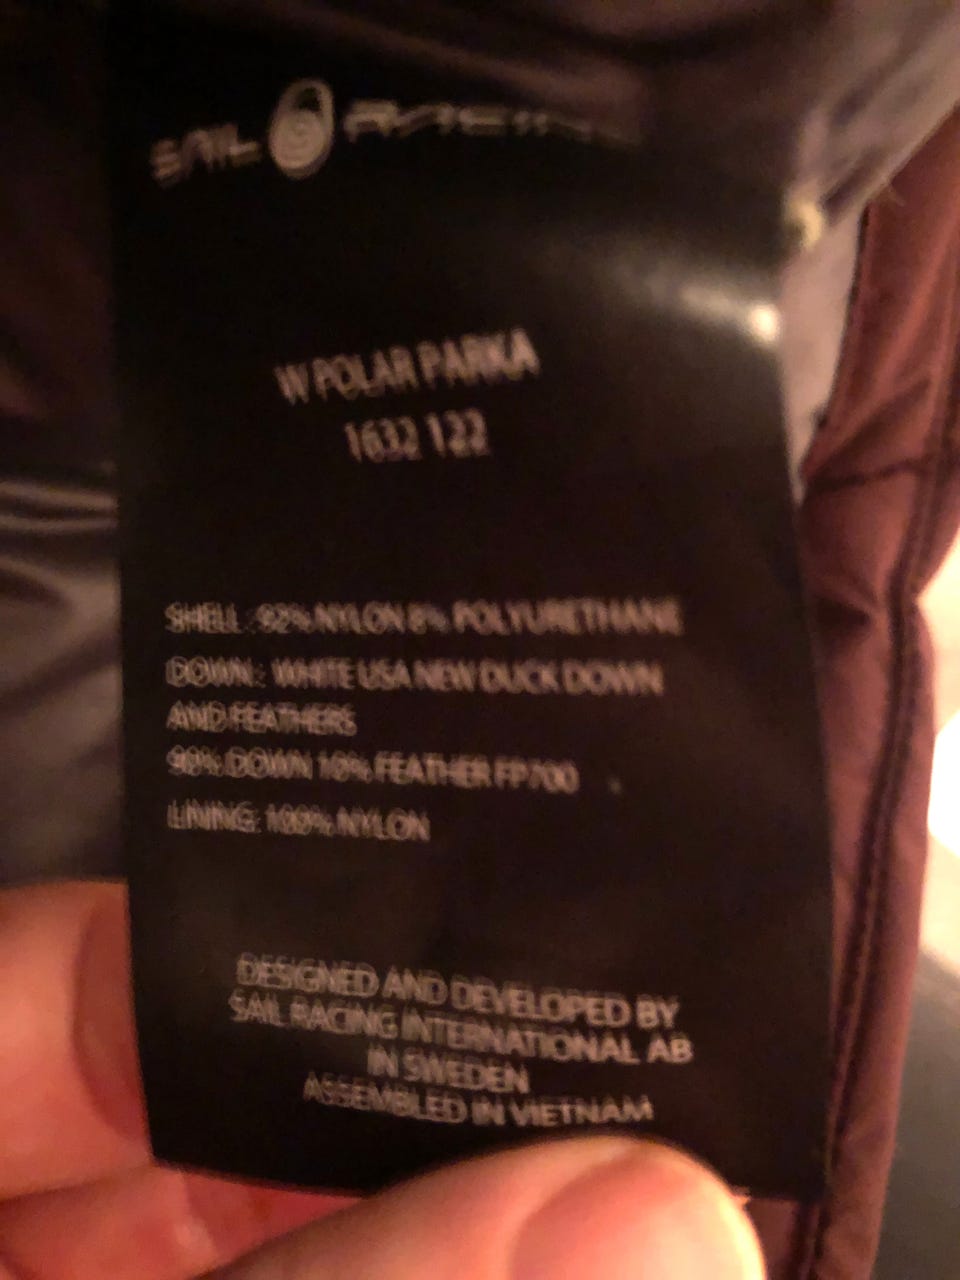 SAIL RACING
W POLAR PARKA
1632 122
SHELL : 92% NYLON 8% POLYURETHANE
DOWN : WHITE USA NEW DUCK DOWN
AND FEATHERS
90% DOWN 10% FEATHER FP700
LINING: 100% NYLON
DESIGNED AND DEVELOPED BY
SAIL RACING INTERNATIONAL AB
IN SWEDEN
ASSEMBLED IN VIETNAM